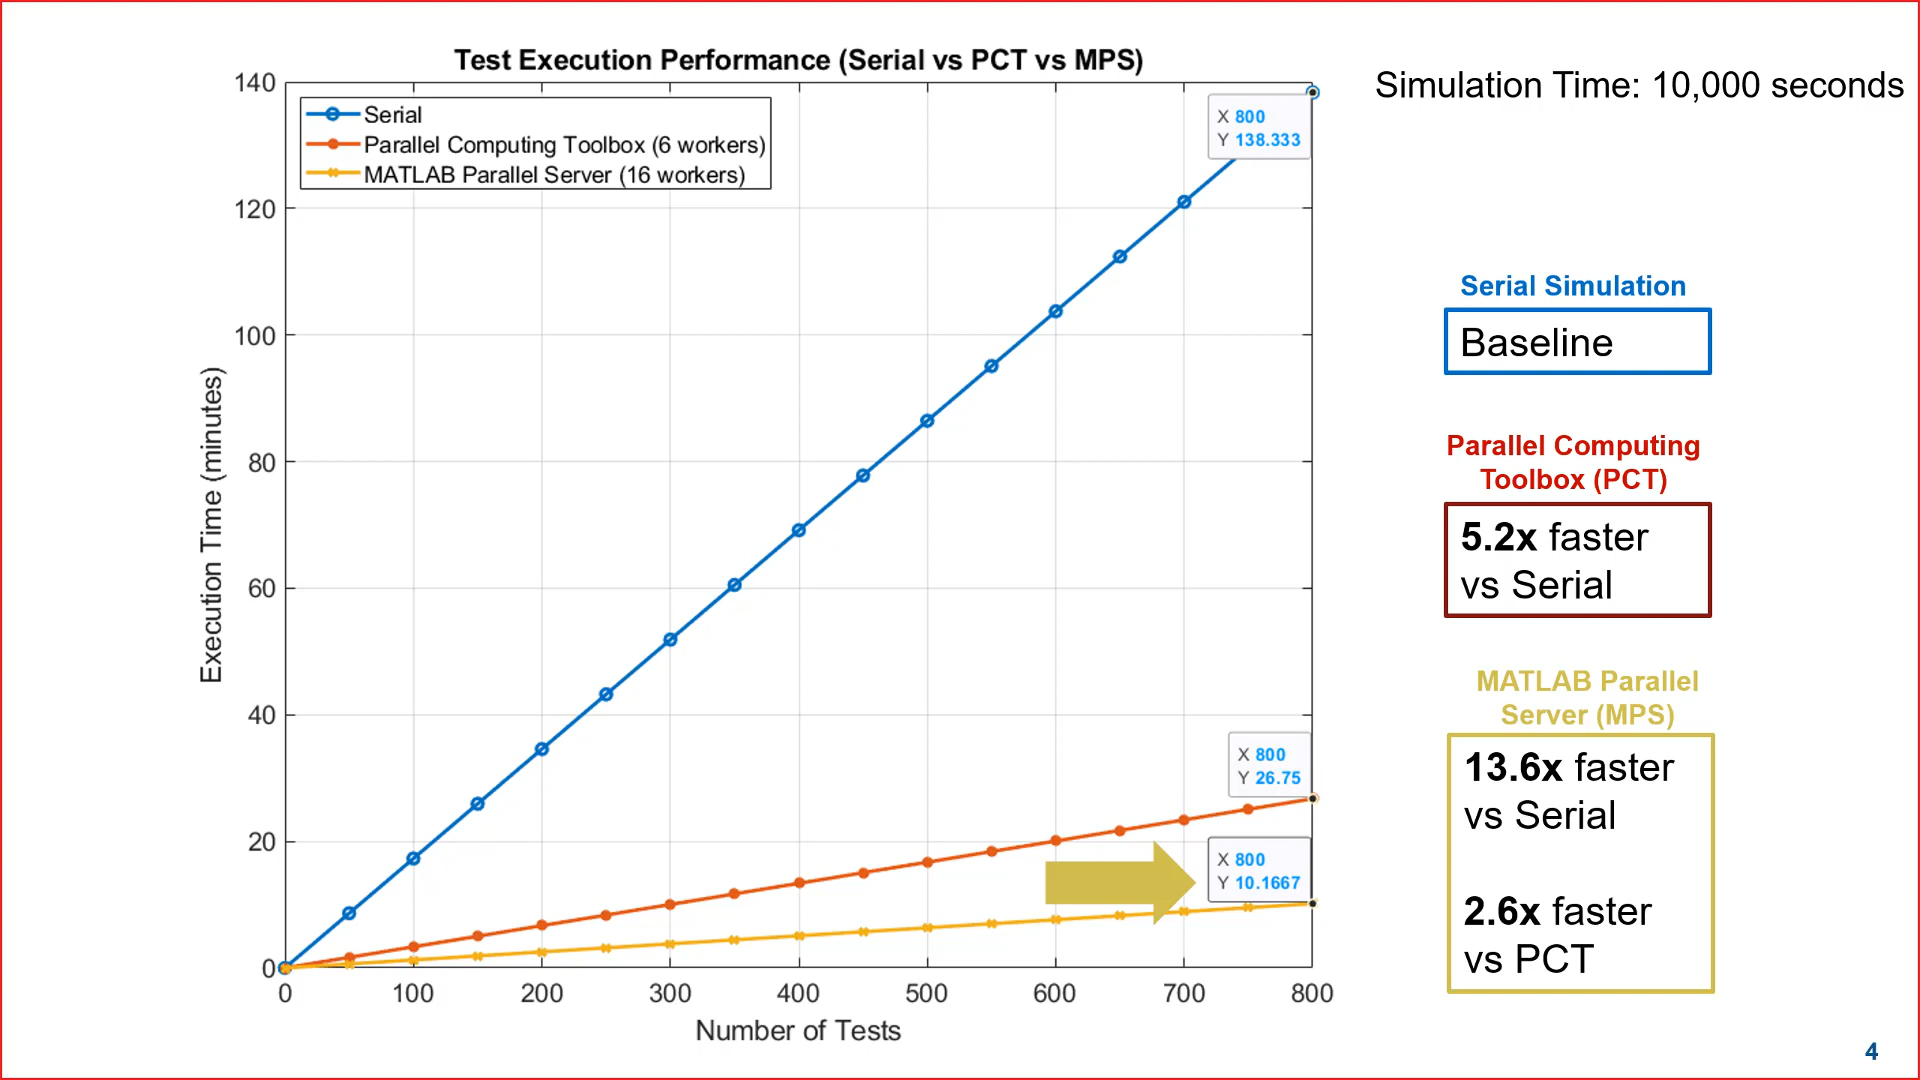 Test Execution Performance (Serial vs PCT vs MPS)
Simulation Time: 10,000 seconds
Serial
Parallel Computing Toolbox (6 workers)
MATLAB Parallel Server (16 workers)
X 800
Y 138.333
X 800
Y 26.75
X 800
Y 10.1667
140
120
100
80
60
40
20
0
Execution Time (minutes)
0 100 200 300 400 500 600 700 800
Number of Tests
Serial Simulation
Baseline
Parallel Computing
Toolbox (PCT)
5.2x faster
vs Serial
MATLAB Parallel
Server (MPS)
13.6x faster
vs Serial
2.6x faster
vs PCT
4